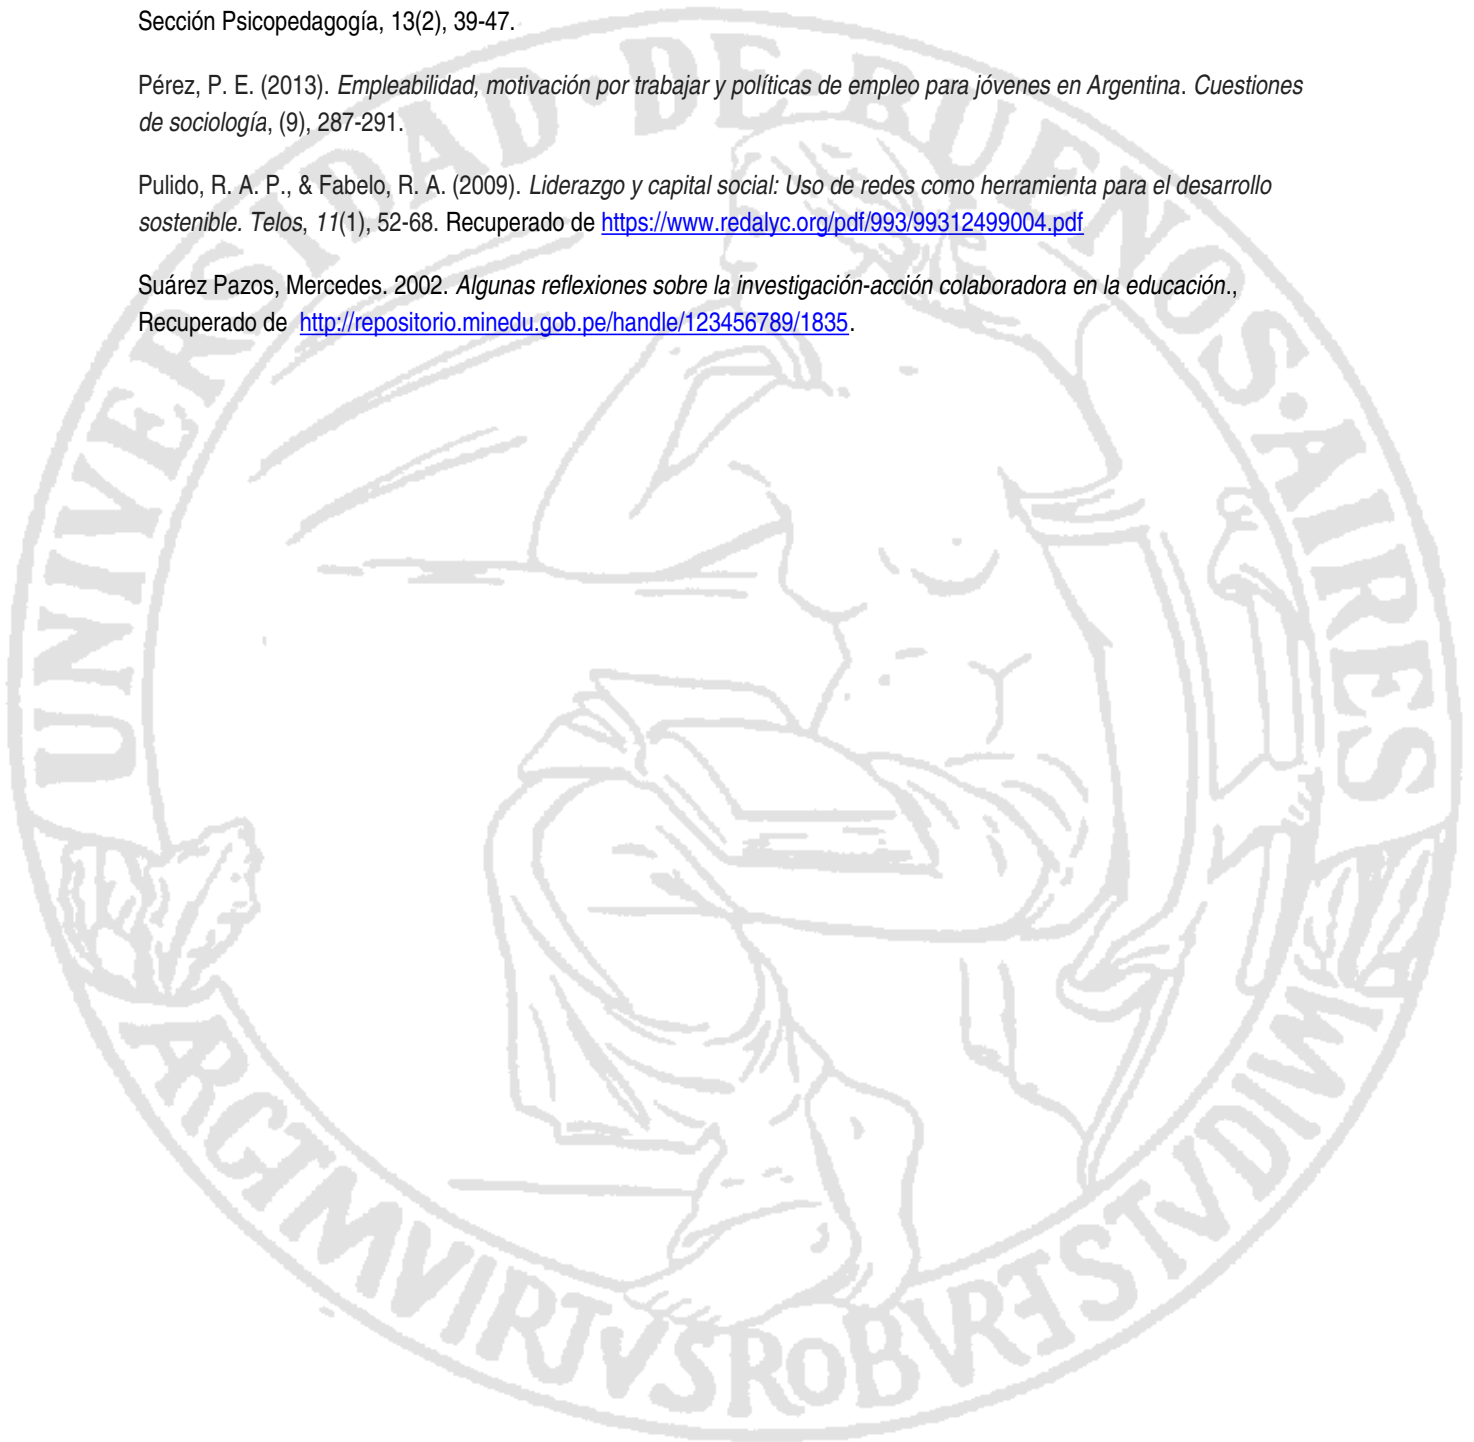 Sección Psicopedagogía, 13(2), 39-47.
Pérez, P. E. (2013). Empleabilidad, motivación por trabajar y políticas de empleo para jóvenes en Argentina. Cuestiones
de sociología, (9), 287-291.
Pulido, R. A. P., & Fabelo, R. A. (2009). Liderazgo y capital social: Uso de redes como herramienta para el desarrollo
sostenible. Telos, 11(1), 52-68. Recuperado de https://www.redalyc.org/pdf/993/99312499004.pdf
Suárez Pazos, Mercedes. 2002. Algunas reflexiones sobre la investigación-acción colaboradora en la educación.,
Recuperado de http://repositorio.minedu.gob.pe/handle/123456789/1835.
UNIVERSIDAD·DE·BUENOS·AIRES
ARGTMVIRTVSROBVRESTVDIVM